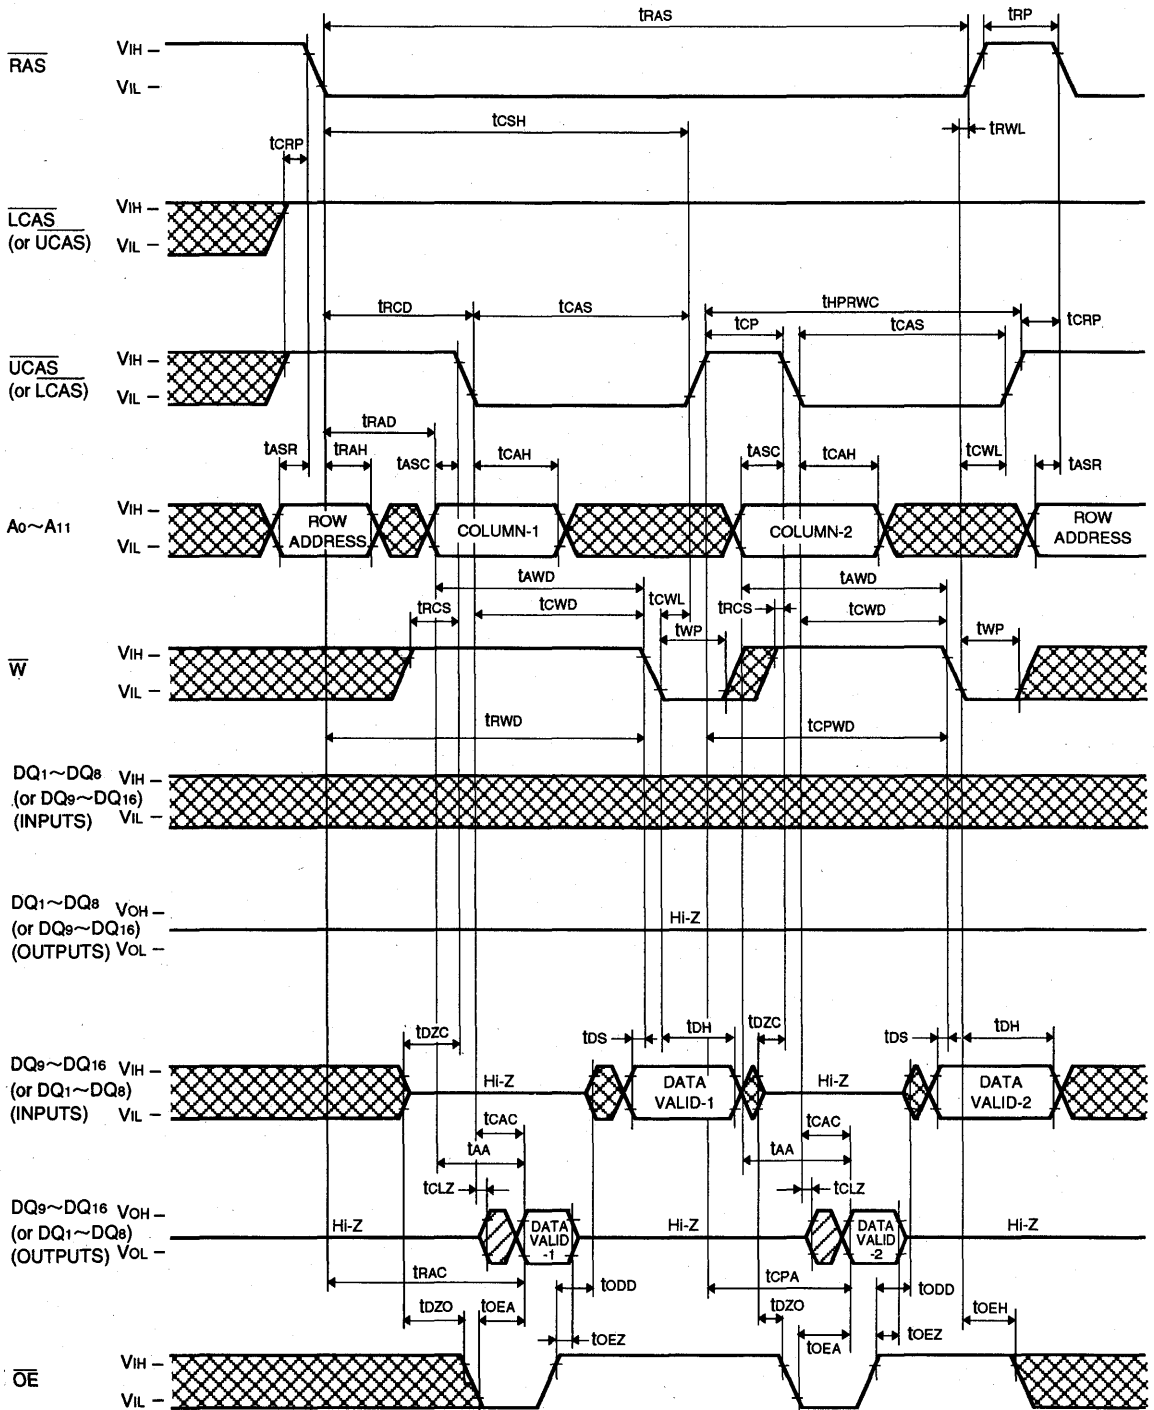 tRAS
tRP
RAS
VIH
VIL
tCSH
tRWL
tCRP
LCAS
(or UCAS)
VIH
VIL
tRCD
tCAS
tHPRWC
tCP
tCAS
tCRP
UCAS
(or LCAS)
VIH
VIL
tRAD
tASR
tRAH
tASC
tCAH
tASC
tCAH
tCWL
tASR
A0~A11
VIH
VIL
ROW
ADDRESS
COLUMN-1
COLUMN-2
ROW
ADDRESS
tAWD
tAWD
tRCS
tCWD
tCWL
tRCS
tCWD
tWP
tWP
W
VIH
VIL
tRWD
tCPWD
DQ1~DQ8
(or DQ9~DQ16)
(INPUTS)
VIH
VIL
DQ1~DQ8
(or DQ9~DQ16)
(OUTPUTS)
VOH
VOL
Hi-Z
tDZC
tDS
tDH
tDZC
tDS
tDH
DQ9~DQ16
(or DQ1~DQ8)
(INPUTS)
VIH
VIL
Hi-Z
DATA
VALID-1
Hi-Z
DATA
VALID-2
tCAC
tCAC
tAA
tAA
tCLZ
tCLZ
DQ9~DQ16
(or DQ1~DQ8)
(OUTPUTS)
VOH
VOL
Hi-Z
DATA
VALID
-1
Hi-Z
DATA
VALID
-2
Hi-Z
tRAC
tODD
tCPA
tODD
tDZO
tOEA
tOEZ
tDZO
tOEA
tOEZ
tOEH
OE
VIH
VIL